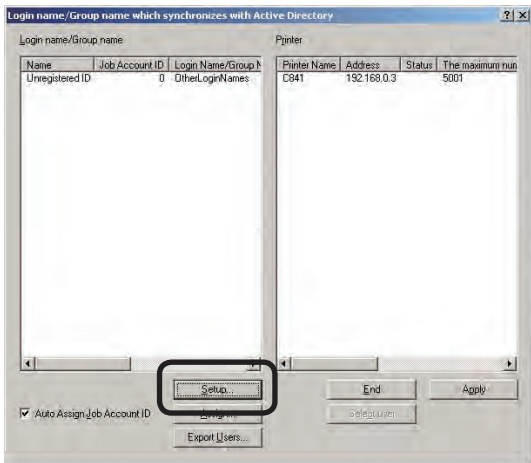 Login name/Group name which synchronizes with Active Directory
Login name/Group name
Printer
Name Job Account ID Login Name/Group N
Unregistered ID 0 OtherLoginNames
Printer Name Address Status The maximum num
C841 192.168.0.3 5001
Setup...
End
Apply
Auto Assign Job Account ID
Select user
Export Users...